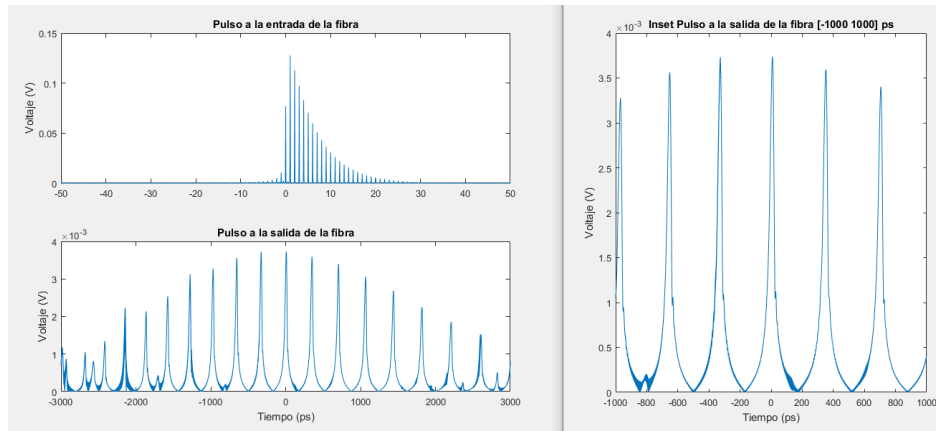 Pulso a la entrada de la fibra
0.15
0.1
0.05
0
Voltaje (V)
-50 -40 -30 -20 -10 0 10 20 30 40 50
Pulso a la salida de la fibra
×10⁻³
4
3
2
1
0
Voltaje (V)
-3000 -2000 -1000 0 1000 2000 3000
Tiempo (ps)
Inset Pulso a la salida de la fibra [-1000 1000] ps
×10⁻³
4
3.5
3
2.5
2
1.5
1
0.5
0
Voltaje (V)
-1000 -800 -600 -400 -200 0 200 400 600 800 1000
Tiempo (ps)